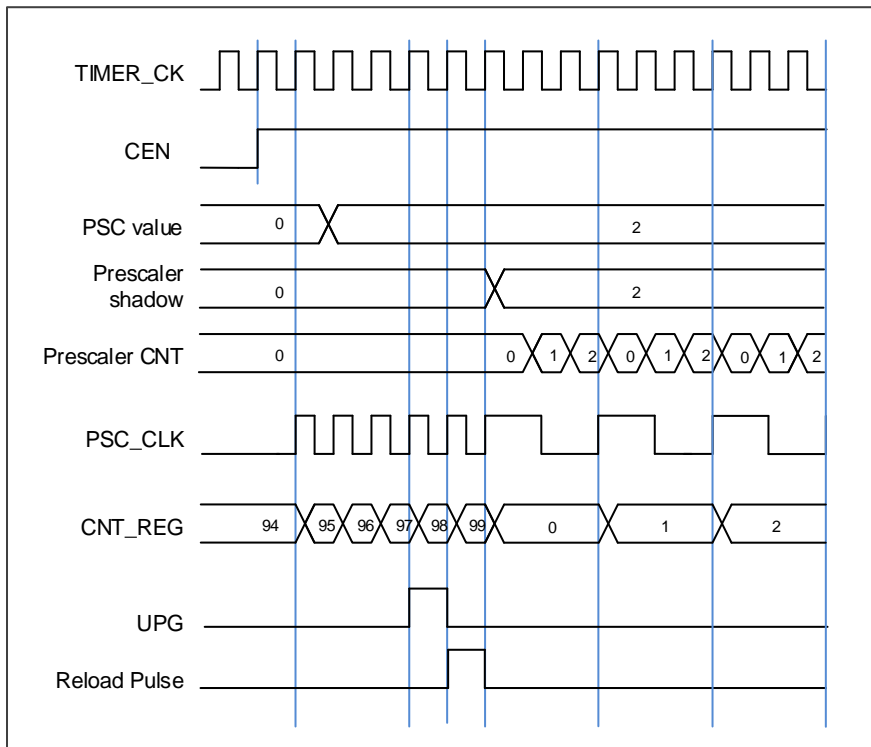 TIMER_CK
CEN
PSC value 0 2
Prescaler
shadow 0 2
Prescaler CNT 0 0 1 2 0 1 2 0 1 2
PSC_CLK
CNT_REG 94 95 96 97 98 99 0 1 2
UPG
Reload Pulse